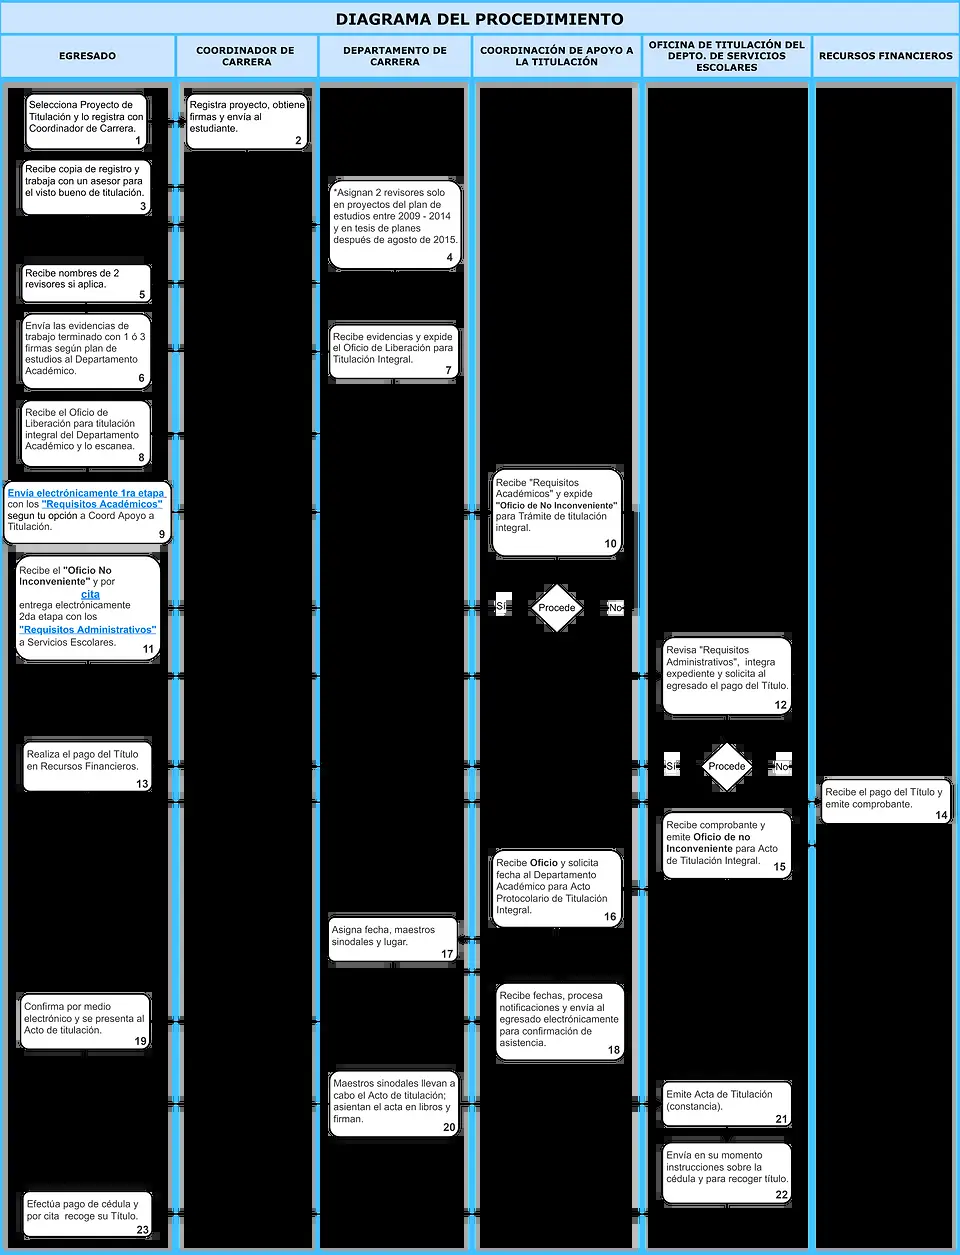 DIAGRAMA DEL PROCEDIMIENTO
EGRESADO
COORDINADOR DE
CARRERA
DEPARTAMENTO DE
CARRERA
COORDINACIÓN DE APOYO A
LA TITULACIÓN
OFICINA DE TITULACIÓN DEL
DEPTO. DE SERVICIOS
ESCOLARES
RECURSOS FINANCIEROS
Selecciona Proyecto de
Titulación y lo registra con
Coordinador de Carrera.
1
Registra proyecto, obtiene
firmas y envía al
estudiante.
2
Recibe copia de registro y
trabaja con un asesor para
el visto bueno de titulación.
3
*Asignan 2 revisores solo
en proyectos del plan de
estudios entre 2009 - 2014
y en tesis de planes
después de agosto de 2015.
4
Recibe nombres de 2
revisores si aplica.
5
Envía las evidencias de
trabajo terminado con 1 ó 3
firmas según plan de
estudios al Departamento
Académico.
6
Recibe evidencias y expide
el Oficio de Liberación para
Titulación Integral.
7
Recibe el Oficio de
Liberación para titulación
integral del Departamento
Académico y lo escanea.
8
Envía electrónicamente 1ra etapa
con los "Requisitos Académicos"
segun tu opción a Coord Apoyo a
Titulación.
9
Recibe "Requisitos
Académicos" y expide
"Oficio de No Inconveniente"
para Trámite de titulación
integral.
10
Recibe el "Oficio No
Inconveniente" y por
cita
entrega electrónicamente
2da etapa con los
"Requisitos Administrativos"
a Servicios Escolares.
11
Sí
Procede
No
Revisa "Requisitos
Administrativos", integra
expediente y solicita al
egresado el pago del Título.
12
Realiza el pago del Título
en Recursos Financieros.
13
Sí
Procede
No
Recibe el pago del Título y
emite comprobante.
14
Recibe comprobante y
emite Oficio de no
Inconveniente para Acto
de Titulación Integral.
15
Recibe Oficio y solicita
fecha al Departamento
Académico para Acto
Protocolario de Titulación
Integral.
16
Asigna fecha, maestros
sinodales y lugar.
17
Recibe fechas, procesa
notificaciones y envia al
egresado electrónicamente
para confirmación de
asistencia.
18
Confirma por medio
electrónico y se presenta al
Acto de titulación.
19
Maestros sinodales llevan a
cabo el Acto de titulación;
asientan el acta en libros y
firman.
20
Emite Acta de Titulación
(constancia).
21
Envía en su momento
instrucciones sobre la
cédula y para recoger título.
22
Efectúa pago de cédula y
por cita recoge su Título.
23